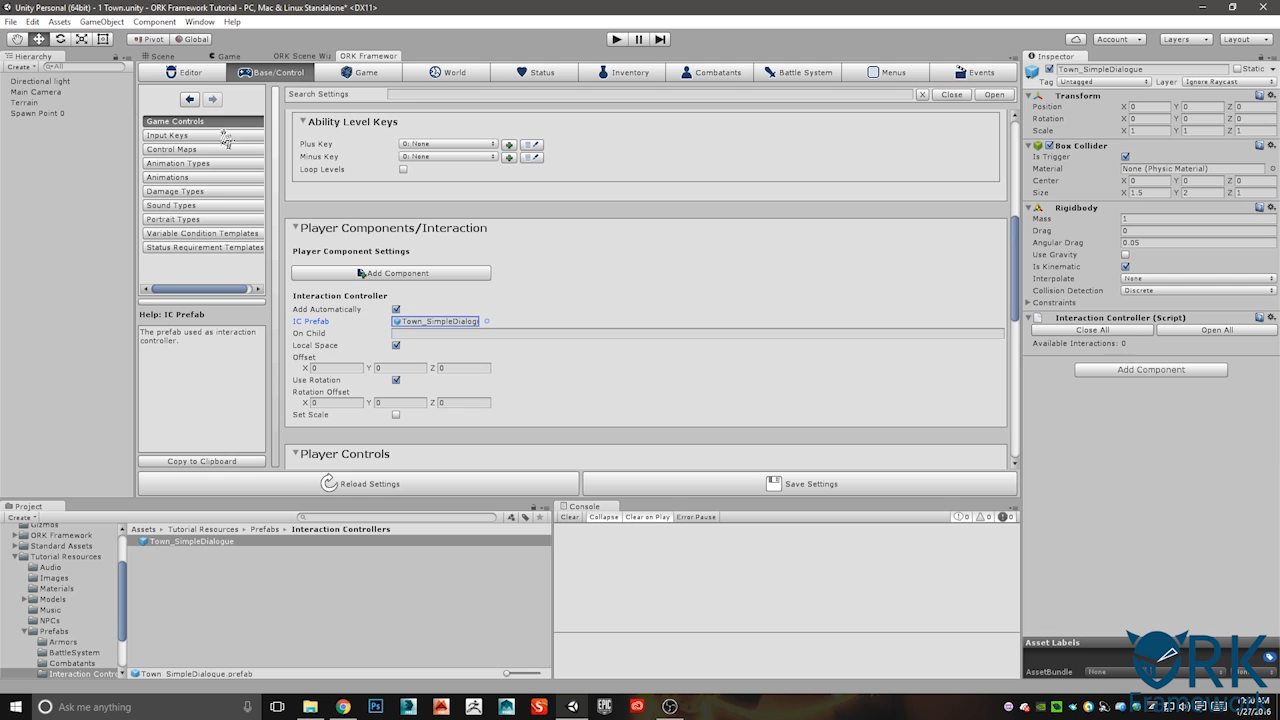 Unity Personal (64bit) - 1 Town.unity - ORK Framework Tutorial - PC, Mac & Linux Standalone* <DX11>
File Edit Assets GameObject Component Window Help
Pivot Global Account Layers Layout
Hierarchy
Create All
Directional light
Main Camera
Terrain
Spawn Point 0
Scene Game ORK Scene Wiz ORK Framewor
Editor Base/Control Game World Status Inventory Combatants Battle System Menus Events
Search Settings X Close Open
Game Controls
Input Keys
Control Maps
Animation Types
Animations
Damage Types
Sound Types
Portrait Types
Variable Condition Templates
Status Requirement Templates
Help: IC Prefab
The prefab used as interaction
controller.
Copy to Clipboard
Ability Level Keys
Plus Key 0: None
Minus Key 0: None
Loop Levels
Player Components/Interaction
Player Component Settings
Add Component
Interaction Controller
Add Automatically
IC Prefab Town_SimpleDialog
On Child
Local Space
Offset
X 0 Y 0 Z 0
Use Rotation
Rotation Offset
X 0 Y 0 Z 0
Set Scale
Player Controls
Reload Settings Save Settings
Inspector
Town_SimpleDialogue Static
Tag Untagged Layer Ignore Raycast
Transform
Position X 0 Y 0 Z 0
Rotation X 0 Y 0 Z 0
Scale X 1 Y 1 Z 1
Box Collider
Is Trigger
Material None (Physic Material)
Center X 0 Y 0 Z 0
Size X 1.5 Y 2 Z 1
Rigidbody
Mass 1
Drag 0
Angular Drag 0.05
Use Gravity
Is Kinematic
Interpolate None
Collision Detection Discrete
Constraints
Interaction Controller (Script)
Close All Open All
Available Interactions: 0
Add Component
Project
Create
Gizmos
ORK Framework
Standard Assets
Tutorial Resources
Audio
Images
Materials
Models
Music
NPCs
Prefabs
Armors
BattleSystem
Combatants
Interaction Contr
Assets Tutorial Resources Prefabs Interaction Controllers
Town_SimpleDialogue
Town_SimpleDialogue.prefab
Console
Clear Collapse Clear on Play Error Pause 0 0 0
Asset Labels
AssetBundle None
ORK
Ask me anything
1/27/2016